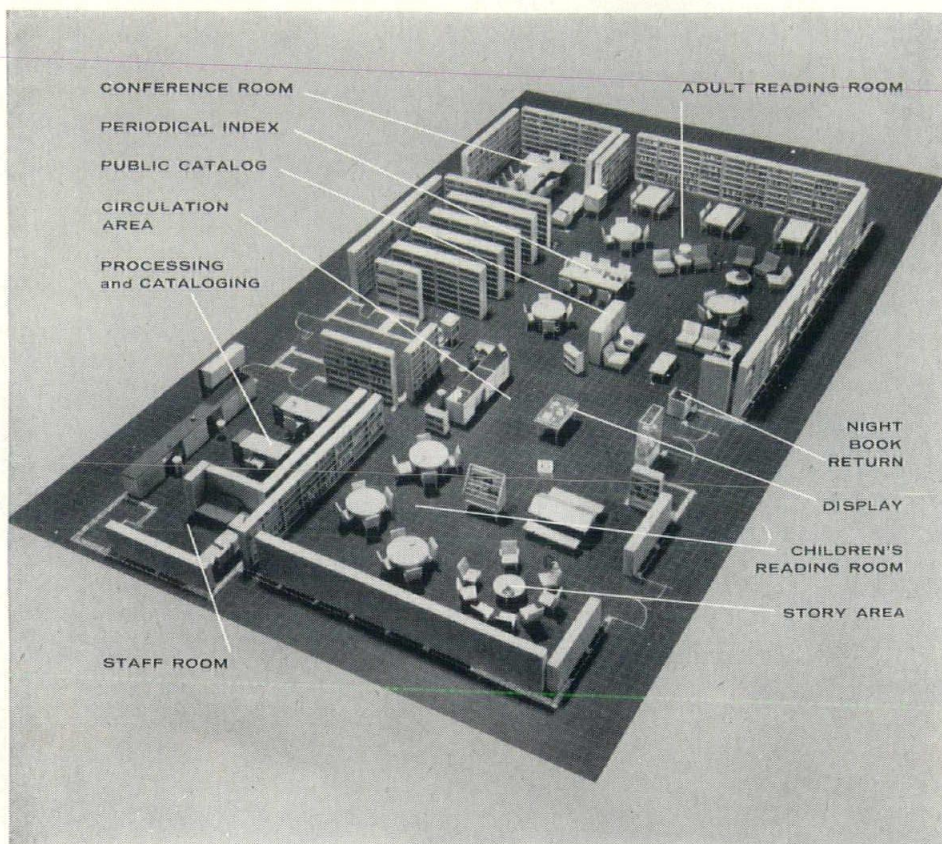 CONFERENCE ROOM
PERIODICAL INDEX
PUBLIC CATALOG
CIRCULATION
AREA
PROCESSING
and CATALOGING
STAFF ROOM
ADULT READING ROOM
NIGHT
BOOK
RETURN
DISPLAY
CHILDREN'S
READING ROOM
STORY AREA